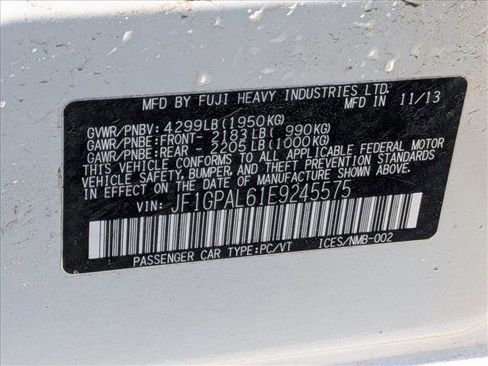 MFD BY FUJI HEAVY INDUSTRIES LTD. MFD IN 11/13
GVWR/PNBV: 4299LB(1950KG)
GAWR/PNBE:FRONT- 2183LB( 990KG)
GAWR/PNBE:REAR - 2205LB(1000KG)
THIS VEHICLE CONFORMS TO ALL APPLICABLE FEDERAL MOTOR
VEHICLE SAFETY, BUMPER, AND THEFT PREVENTION STANDARDS
IN EFFECT ON THE DATE OF MANUFACTURE SHOWN ABOVE.
VIN: JF1GPAL61E9245575
PASSENGER CAR TYPE:PC/VT ICES/NMB-002